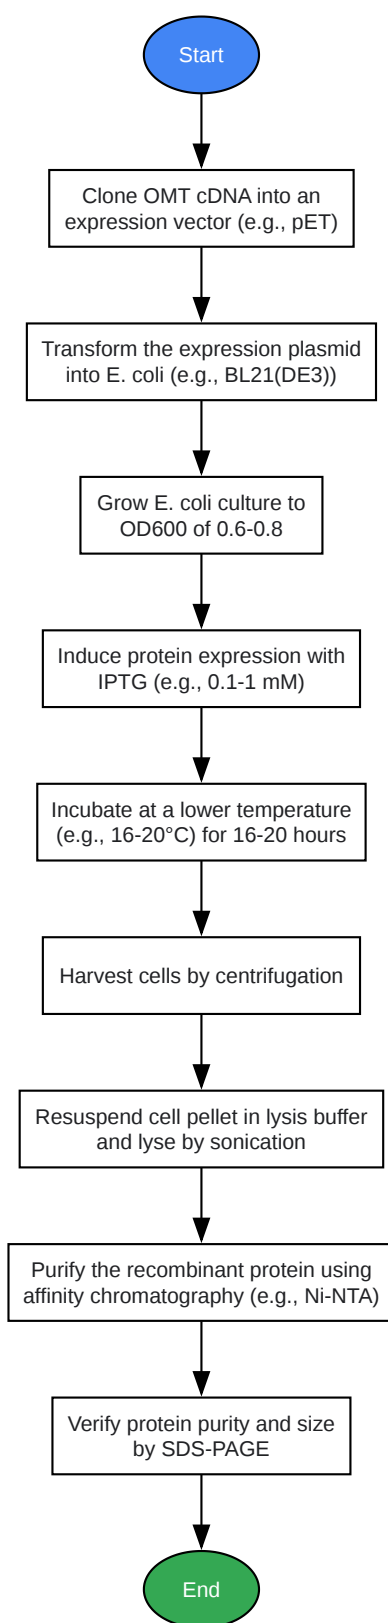 Start
Clone OMT cDNA into an
expression vector (e.g., pET)
Transform the expression plasmid
into E. coli (e.g., BL21(DE3))
Grow E. coli culture to
OD600 of 0.6-0.8
Induce protein expression with
IPTG (e.g., 0.1-1 mM)
Incubate at a lower temperature
(e.g., 16-20°C) for 16-20 hours
Harvest cells by centrifugation
Resuspend cell pellet in lysis buffer
and lyse by sonication
Purify the recombinant protein using
affinity chromatography (e.g., Ni-NTA)
Verify protein purity and size
by SDS-PAGE
End